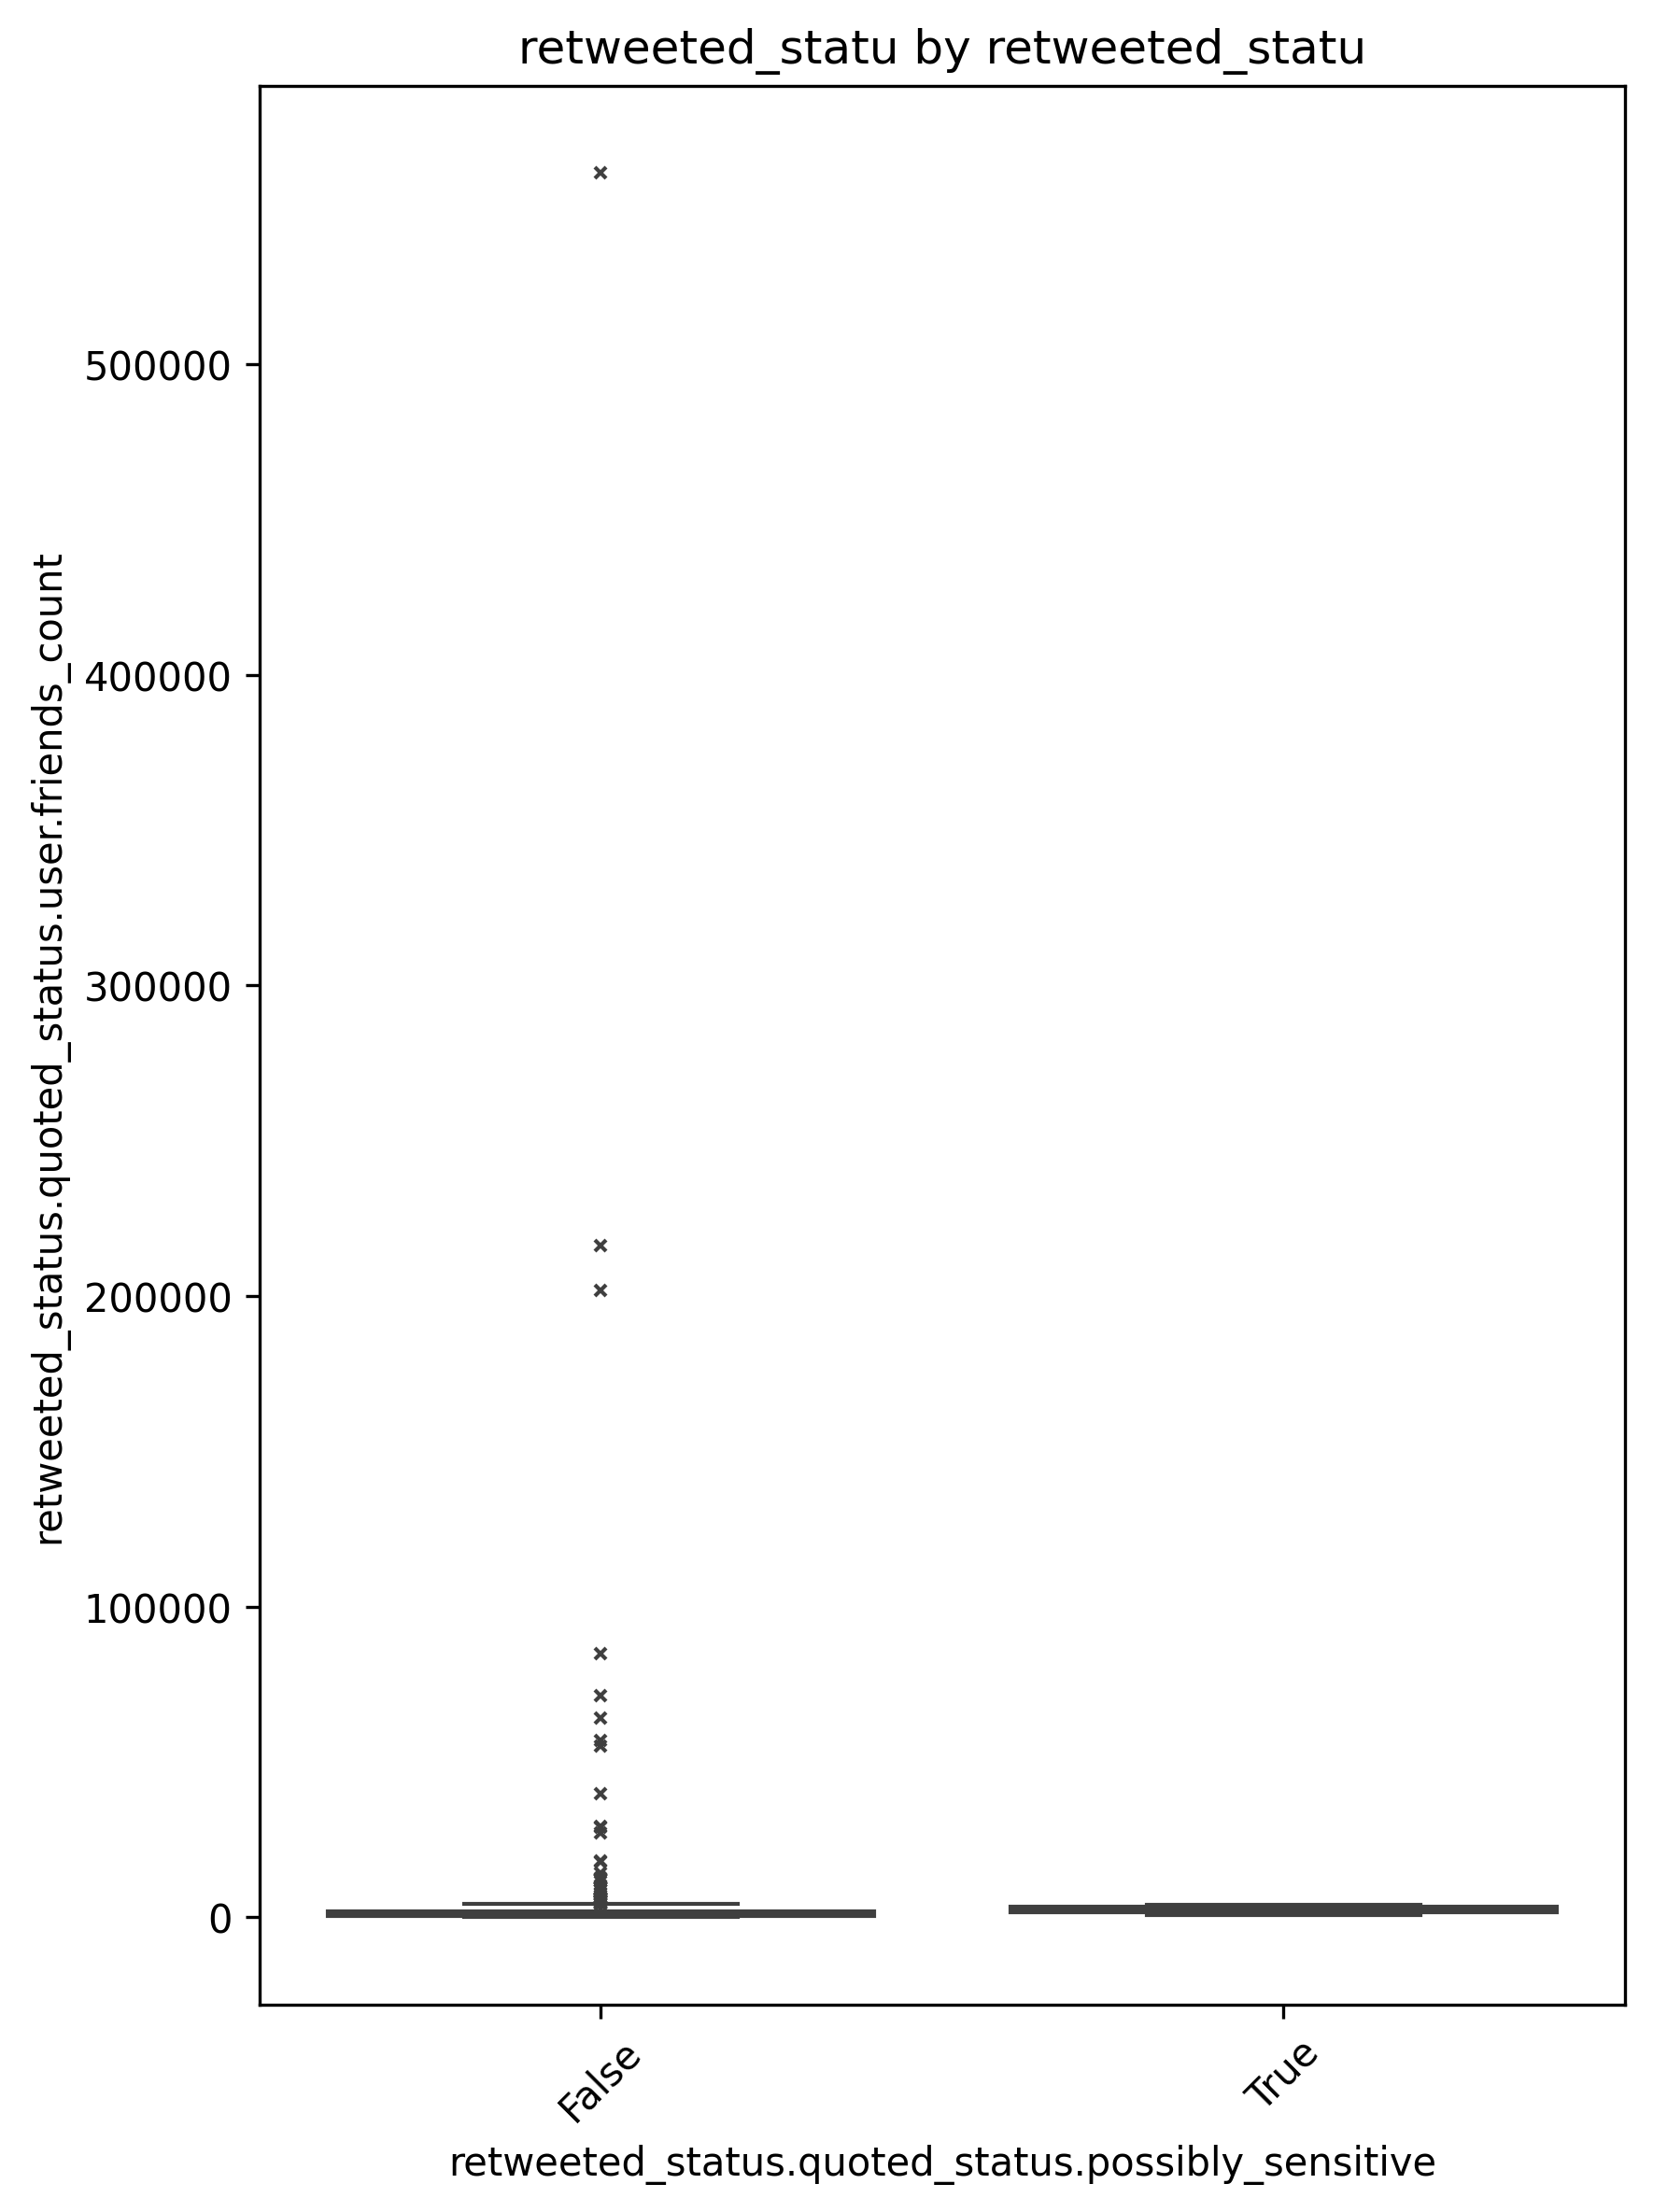 retweeted_statu by retweeted_statu
retweeted_status.quoted_status.user.friends_count
500000
400000
300000
200000
100000
0
False
True
retweeted_status.quoted_status.possibly_sensitive